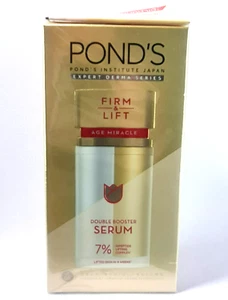 POND'S
POND'S INSTITUTE JAPAN
EXPERT DERMA SERIES
FIRM
&
LIFT
AGE MIRACLE
DOUBLE BOOSTER
SERUM
7%